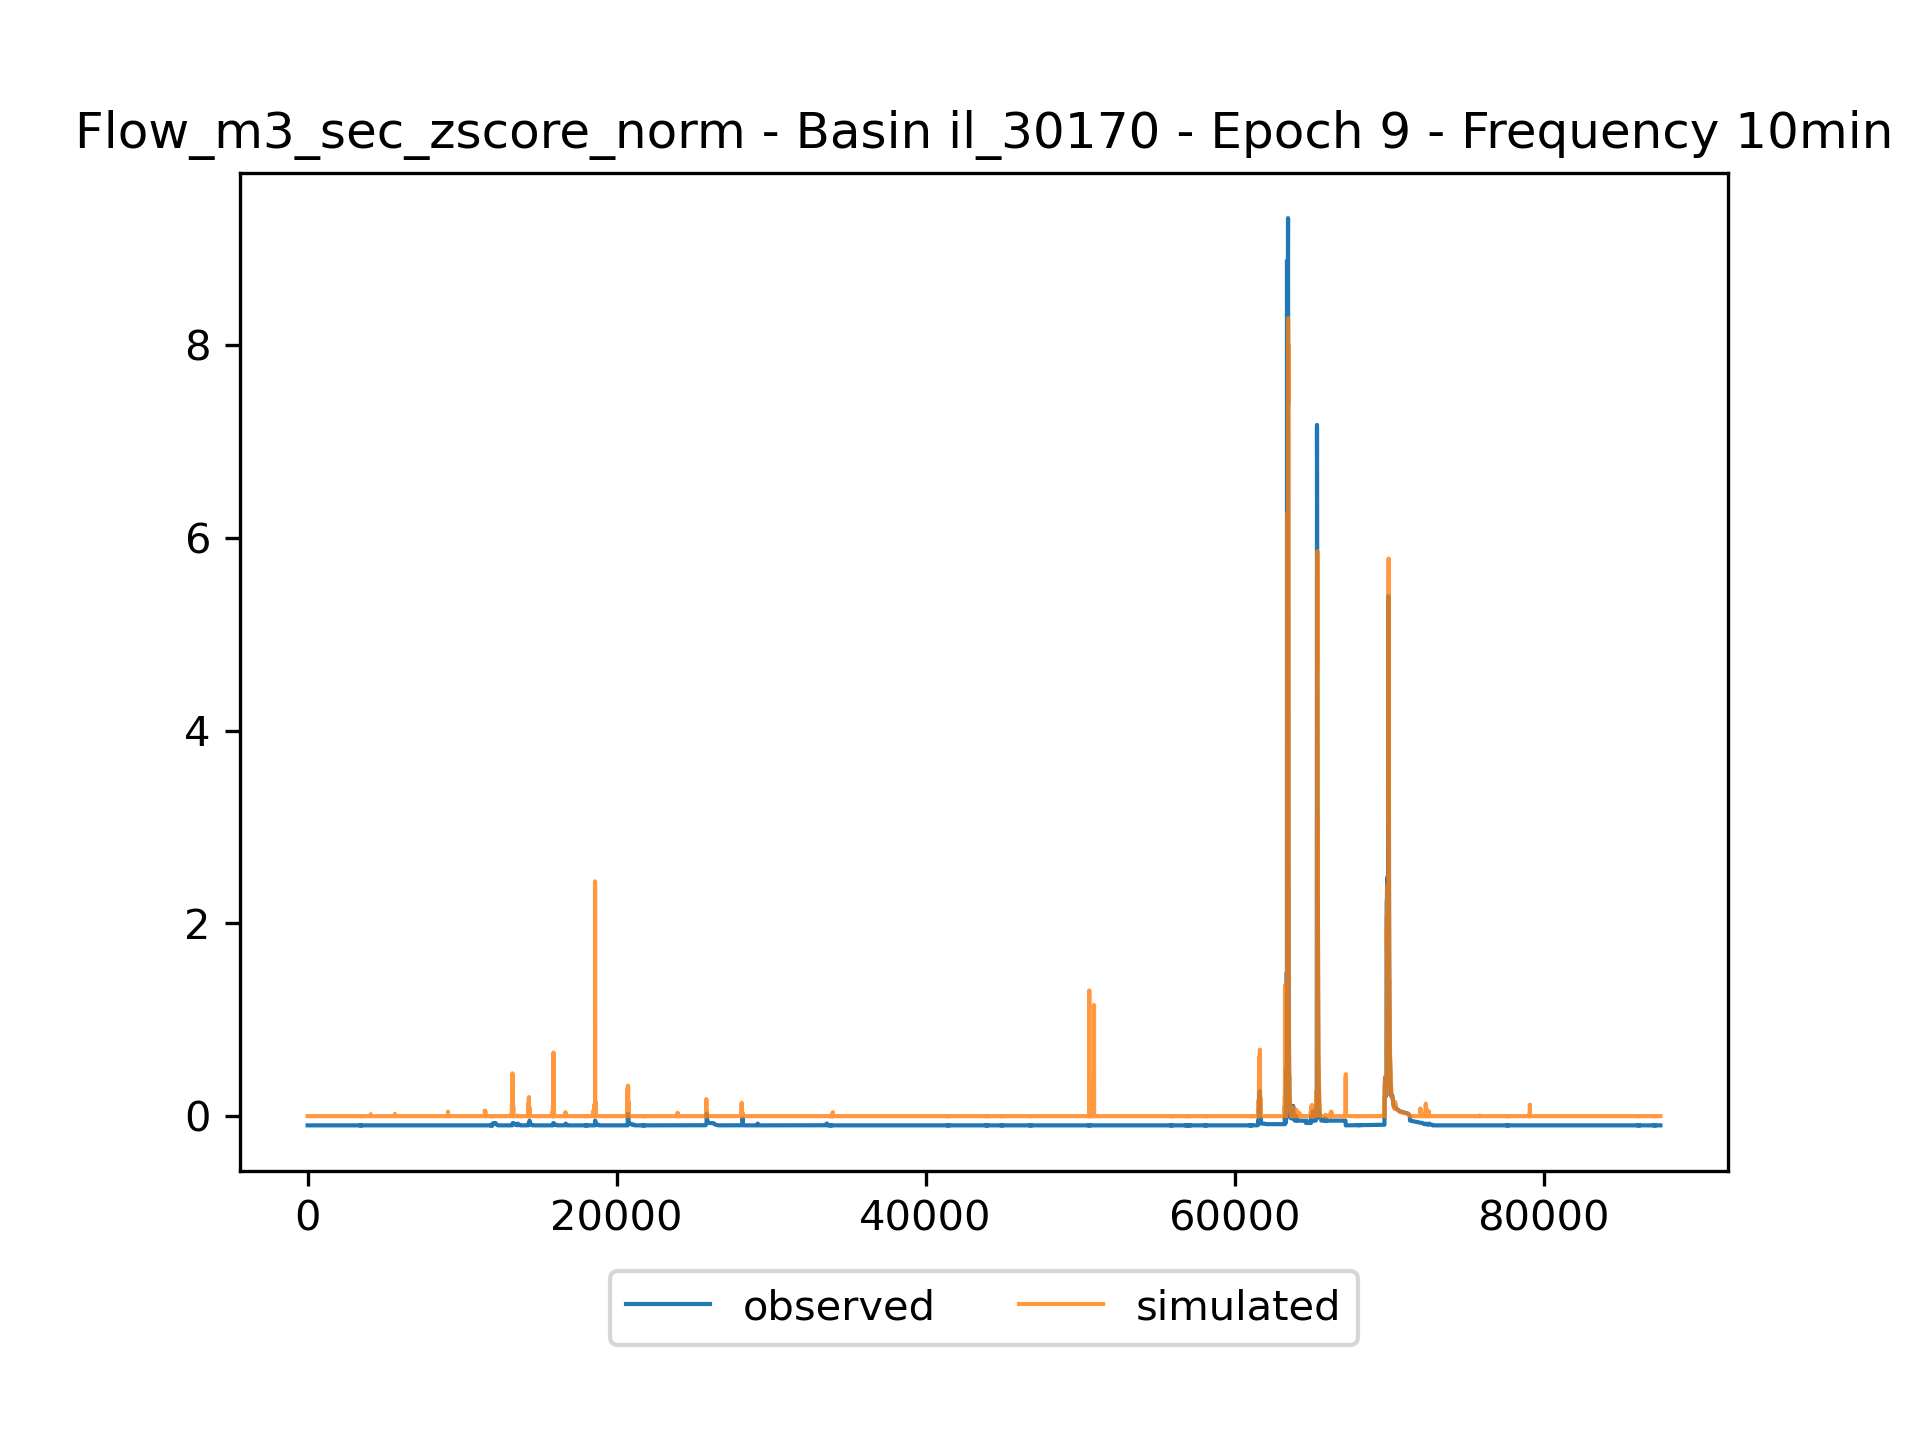 Flow_m3_sec_zscore_norm - Basin il_30170 - Epoch 9 - Frequency 10min
8
6
4
2
0
0 20000 40000 60000 80000
observed simulated